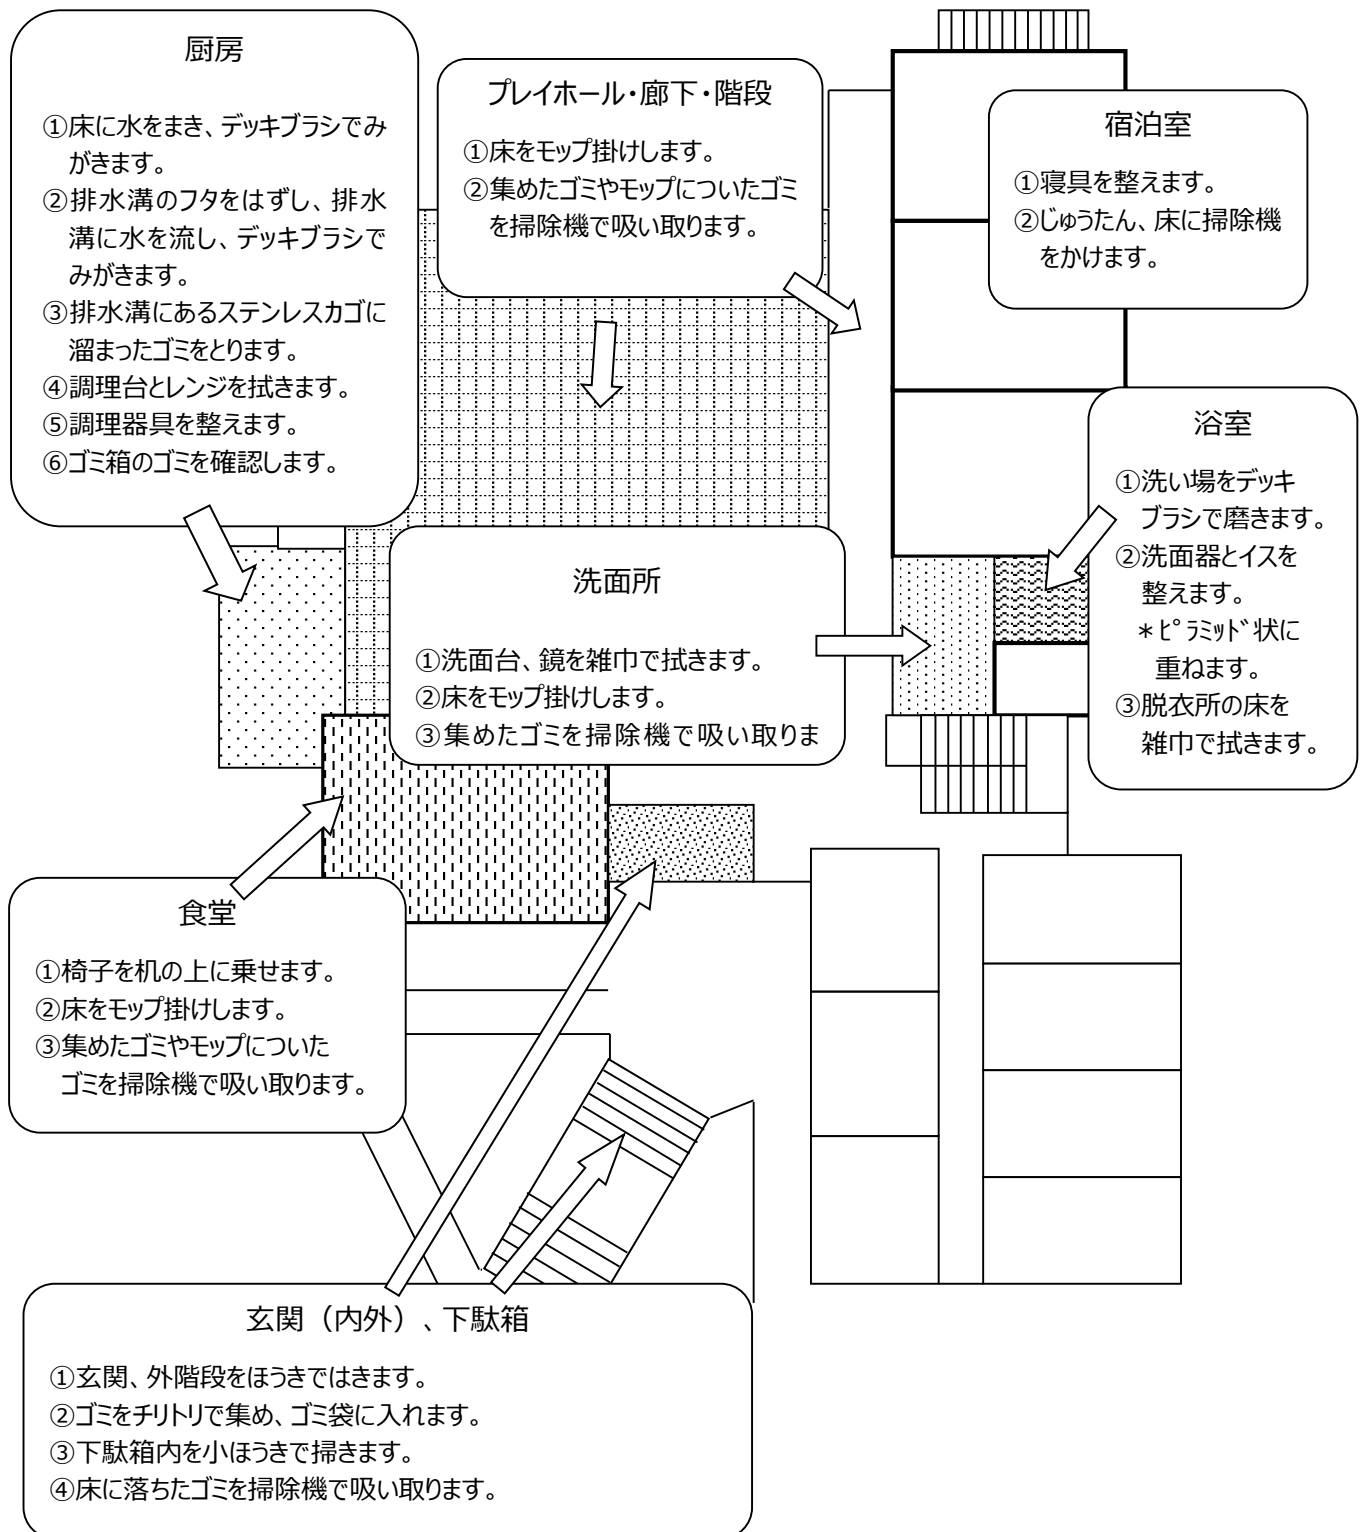 厨房
①床に水をまき、デッキブラシでみ
がきます。
②排水溝のフタをはずし、排水
溝に水を流し、デッキブラシで
みがきます。
③排水溝にあるステンレスカゴに
溜まったゴミをとります。
④調理台とレンジを拭きます。
⑤調理器具を整えます。
⑥ゴミ箱のゴミを確認します。
プレイホール・廊下・階段
①床をモップ掛けします。
②集めたゴミやモップについたゴミ
を掃除機で吸い取ります。
宿泊室
①寝具を整えます。
②じゅうたん、床に掃除機
をかけます。
浴室
①洗い場をデッキ
ブラシで磨きます。
②洗面器とイスを
整えます。
＊ﾋﾟﾗﾐｯﾄﾞ状に
重ねます。
③脱衣所の床を
雑巾で拭きます。
洗面所
①洗面台、鏡を雑巾で拭きます。
②床をモップ掛けします。
③集めたゴミを掃除機で吸い取りま
食堂
①椅子を机の上に乗せます。
②床をモップ掛けします。
③集めたゴミやモップについた
ゴミを掃除機で吸い取ります。
玄関（内外）、下駄箱
①玄関、外階段をほうきではきます。
②ゴミをチリトリで集め、ゴミ袋に入れます。
③下駄箱内を小ほうきで掃きます。
④床に落ちたゴミを掃除機で吸い取ります。